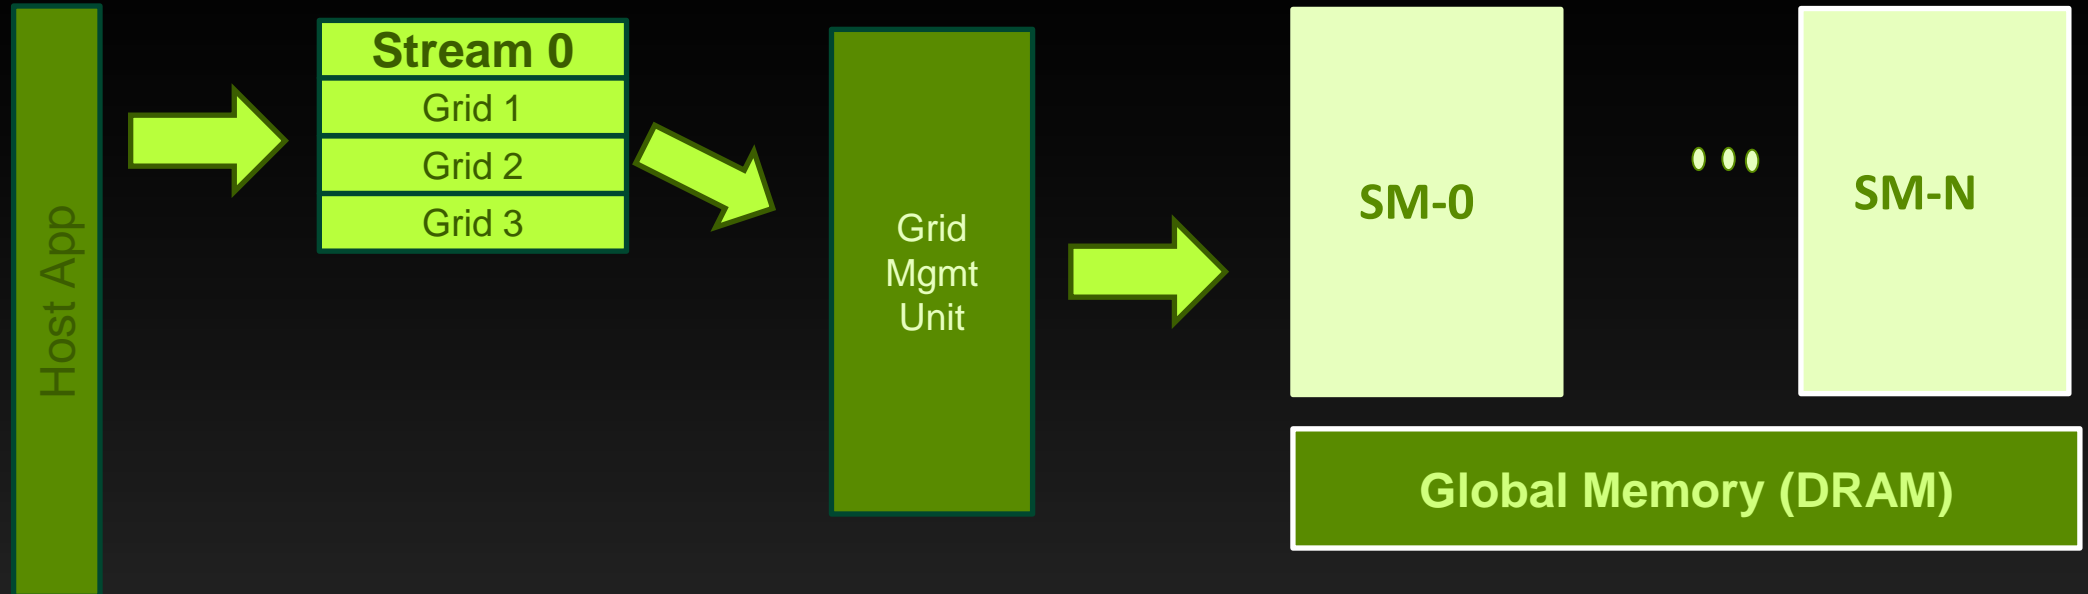 Host App
Stream 0
Grid 1
Grid 2
Grid 3
Grid
Mgmt
Unit
SM-0
SM-N
Global Memory (DRAM)